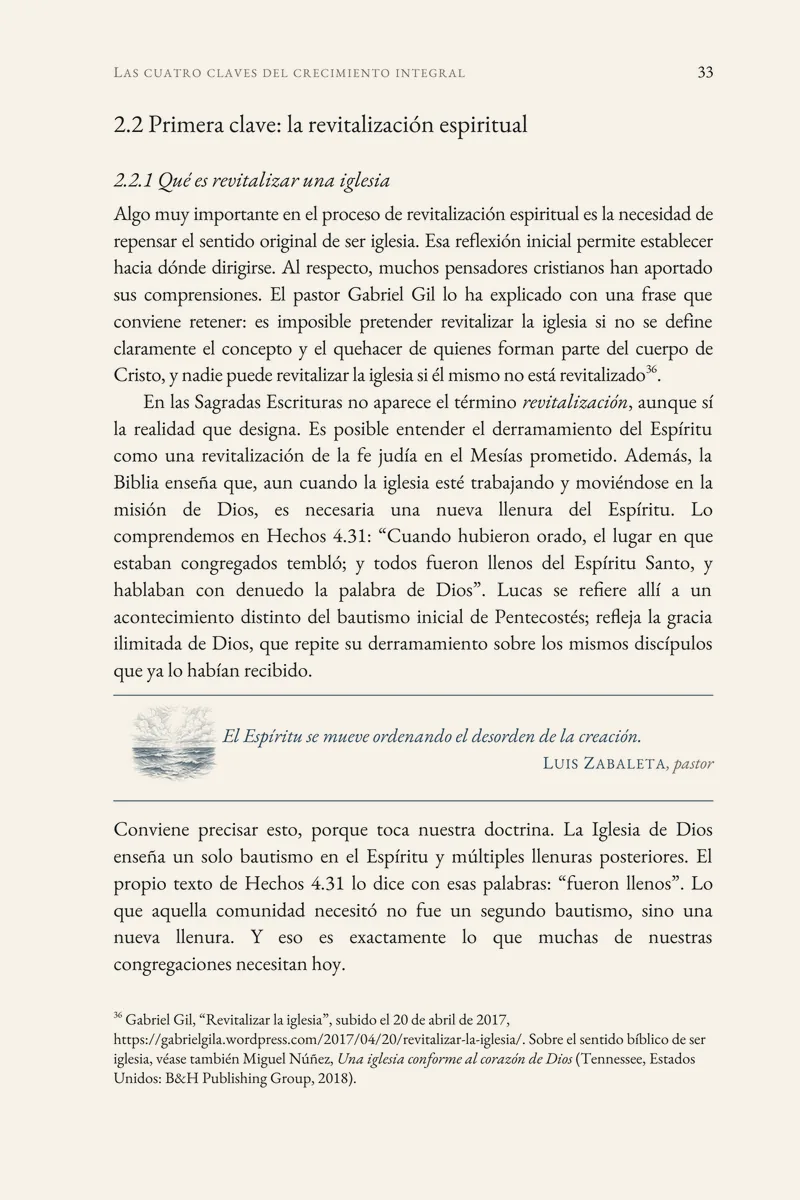 LAS CUATRO CLAVES DEL CRECIMIENTO INTEGRAL 33
2.2 Primera clave: la revitalización espiritual
2.2.1 Qué es revitalizar una iglesia
Algo muy importante en el proceso de revitalización espiritual es la necesidad de
repensar el sentido original de ser iglesia. Esa reflexión inicial permite establecer
hacia dónde dirigirse. Al respecto, muchos pensadores cristianos han aportado
sus comprensiones. El pastor Gabriel Gil lo ha explicado con una frase que
conviene retener: es imposible pretender revitalizar la iglesia si no se define
claramente el concepto y el quehacer de quienes forman parte del cuerpo de
Cristo, y nadie puede revitalizar la iglesia si él mismo no está revitalizado36.
En las Sagradas Escrituras no aparece el término revitalización, aunque sí
la realidad que designa. Es posible entender el derramamiento del Espíritu
como una revitalización de la fe judía en el Mesías prometido. Además, la
Biblia enseña que, aun cuando la iglesia esté trabajando y moviéndose en la
misión de Dios, es necesaria una nueva llenura del Espíritu. Lo
comprendemos en Hechos 4.31: “Cuando hubieron orado, el lugar en que
estaban congregados tembló; y todos fueron llenos del Espíritu Santo, y
hablaban con denuedo la palabra de Dios”. Lucas se refiere allí a un
acontecimiento distinto del bautismo inicial de Pentecostés; refleja la gracia
ilimitada de Dios, que repite su derramamiento sobre los mismos discípulos
que ya lo habían recibido.
El Espíritu se mueve ordenando el desorden de la creación.
LUIS ZABALETA, pastor
Conviene precisar esto, porque toca nuestra doctrina. La Iglesia de Dios
enseña un solo bautismo en el Espíritu y múltiples llenuras posteriores. El
propio texto de Hechos 4.31 lo dice con esas palabras: “fueron llenos”. Lo
que aquella comunidad necesitó no fue un segundo bautismo, sino una
nueva llenura. Y eso es exactamente lo que muchas de nuestras
congregaciones necesitan hoy.
36 Gabriel Gil, “Revitalizar la iglesia”, subido el 20 de abril de 2017,
https://gabrielgila.wordpress.com/2017/04/20/revitalizar-la-iglesia/. Sobre el sentido bíblico de ser
iglesia, véase también Miguel Núñez, Una iglesia conforme al corazón de Dios (Tennessee, Estados
Unidos: B&H Publishing Group, 2018).